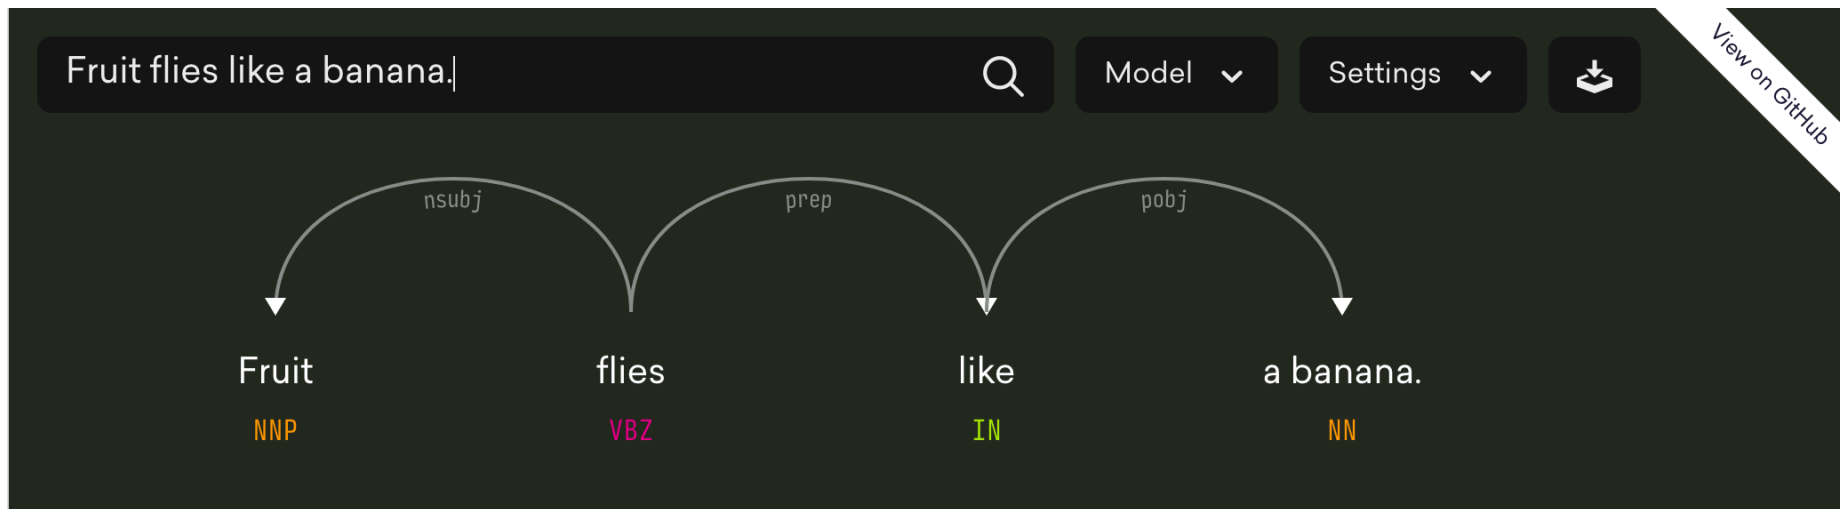 Fruit flies like a banana.
Model
Settings
View on GitHub
nsubj
prep
pobj
Fruit
flies
like
a banana.
NNP
VBZ
IN
NN